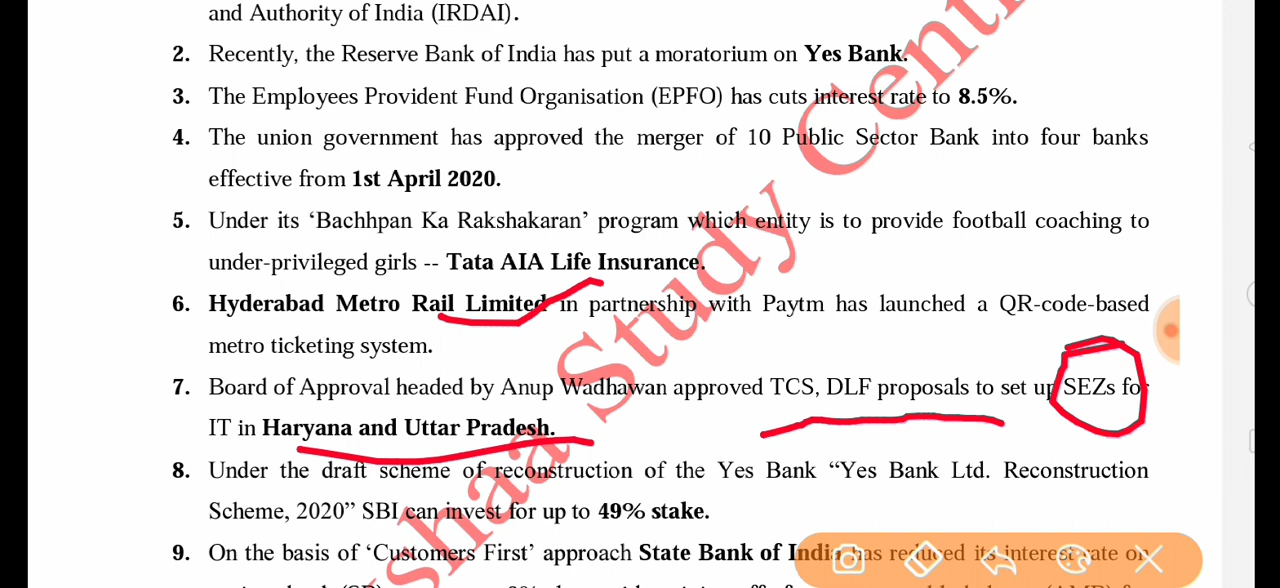 and Authority of India (IRDAI).
2. Recently, the Reserve Bank of India has put a moratorium on Yes Bank.
3. The Employees Provident Fund Organisation (EPFO) has cuts interest rate to 8.5%.
4. The union government has approved the merger of 10 Public Sector Bank into four banks
effective from 1st April 2020.
5. Under its ‘Bachhpan Ka Rakshakaran’ program which entity is to provide football coaching to
under-privileged girls -- Tata AIA Life Insurance.
6. Hyderabad Metro Rail Limited in partnership with Paytm has launched a QR-code-based
metro ticketing system.
7. Board of Approval headed by Anup Wadhawan approved TCS, DLF proposals to set up SEZs for
IT in Haryana and Uttar Pradesh.
8. Under the draft scheme of reconstruction of the Yes Bank “Yes Bank Ltd. Reconstruction
Scheme, 2020” SBI can invest for up to 49% stake.
9. On the basis of ‘Customers First’ approach State Bank of India has reduced its interest rate on
shaa Study Cent